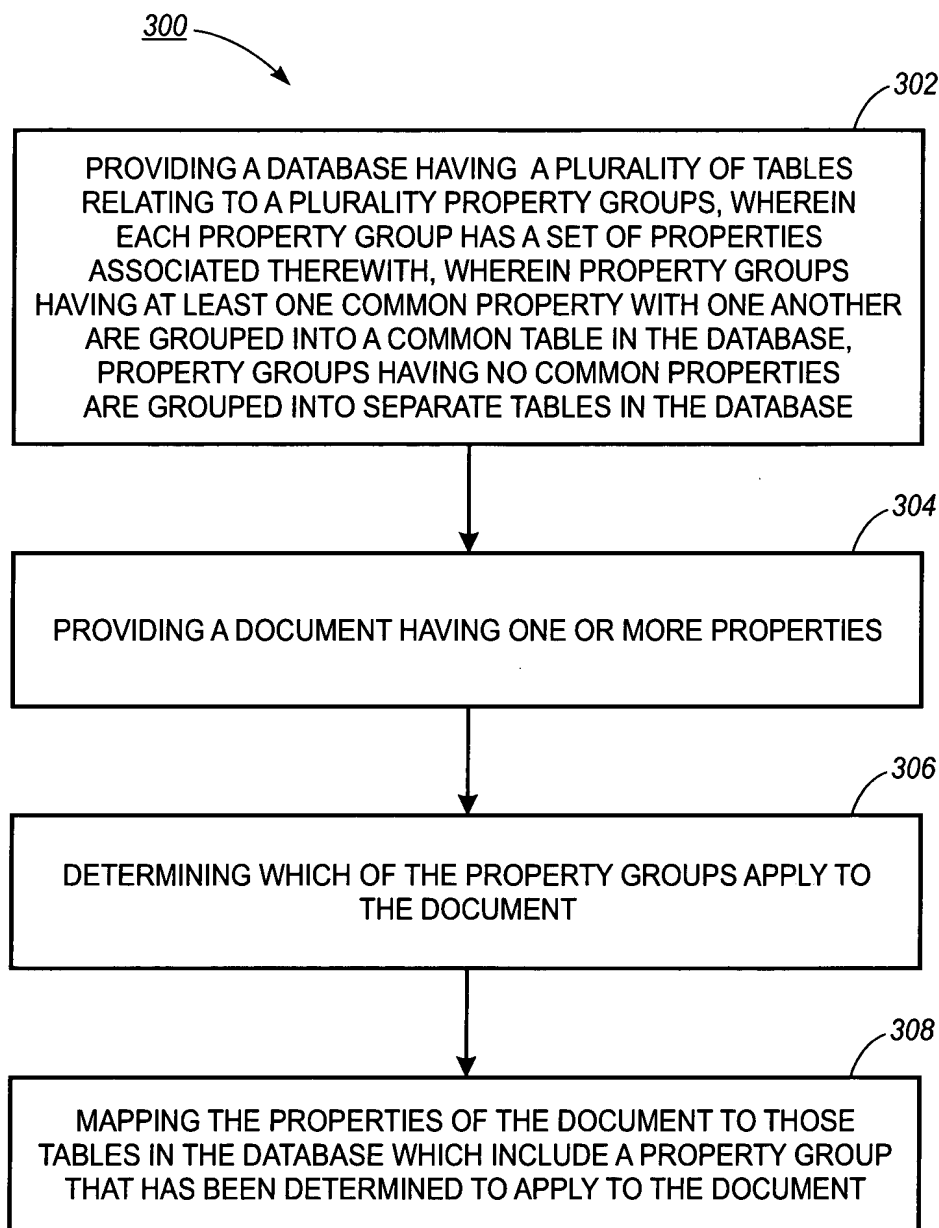 300
302
PROVIDING A DATABASE HAVING A PLURALITY OF TABLES
RELATING TO A PLURALITY PROPERTY GROUPS, WHEREIN
EACH PROPERTY GROUP HAS A SET OF PROPERTIES
ASSOCIATED THEREWITH, WHEREIN PROPERTY GROUPS
HAVING AT LEAST ONE COMMON PROPERTY WITH ONE ANOTHER
ARE GROUPED INTO A COMMON TABLE IN THE DATABASE,
PROPERTY GROUPS HAVING NO COMMON PROPERTIES
ARE GROUPED INTO SEPARATE TABLES IN THE DATABASE
304
PROVIDING A DOCUMENT HAVING ONE OR MORE PROPERTIES
306
DETERMINING WHICH OF THE PROPERTY GROUPS APPLY TO
THE DOCUMENT
308
MAPPING THE PROPERTIES OF THE DOCUMENT TO THOSE
TABLES IN THE DATABASE WHICH INCLUDE A PROPERTY GROUP
THAT HAS BEEN DETERMINED TO APPLY TO THE DOCUMENT